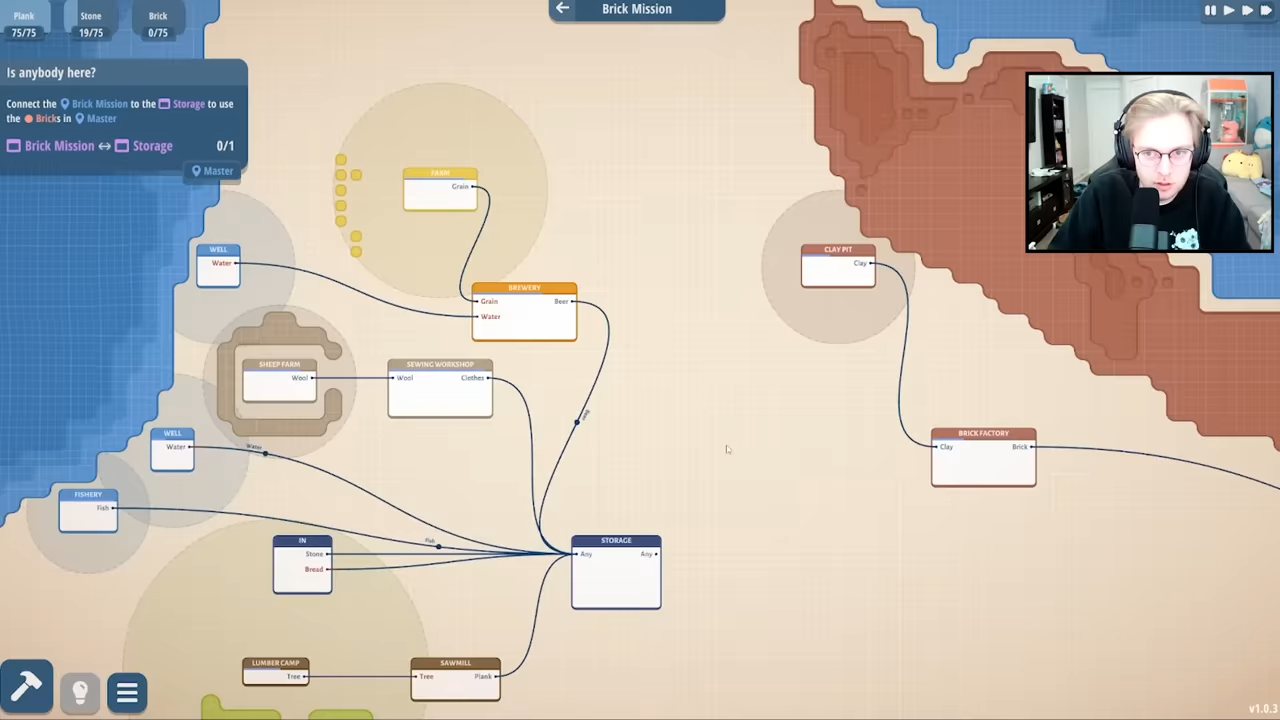 Plank
Stone
Brick
75/75
19/75
0/75
Brick Mission
Is anybody here?
Connect the Brick Mission to the Storage to use
the Bricks in Master
Brick Mission ↔ Storage 0/1
Master
FARM
Grain
WELL
Water
CLAY PIT
Clay
BREWERY
Grain Beer
Water
SHEEP FARM
Wool
SEWING WORKSHOP
Wool Clothes
WELL
Water
Water
BRICK FACTORY
Clay Brick
FISHERY
Fish
Fish
IN
Stone
Bread
STORAGE
Any Any
LUMBER CAMP
Tree
SAWMILL
Tree Plank
v1.0.3